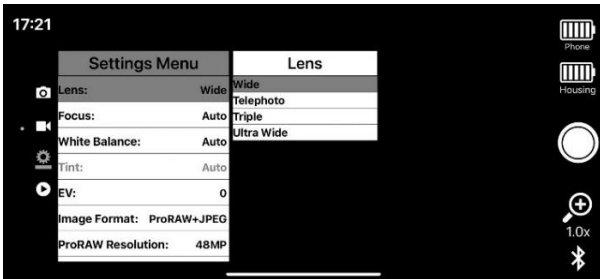 17:21
Phone
Housing
1.0x
Settings Menu
Lens: Wide
Focus: Auto
White Balance: Auto
Tint: Auto
EV: 0
Image Format: ProRAW+JPEG
ProRAW Resolution: 48MP
Lens
Wide
Telephoto
Triple
Ultra Wide